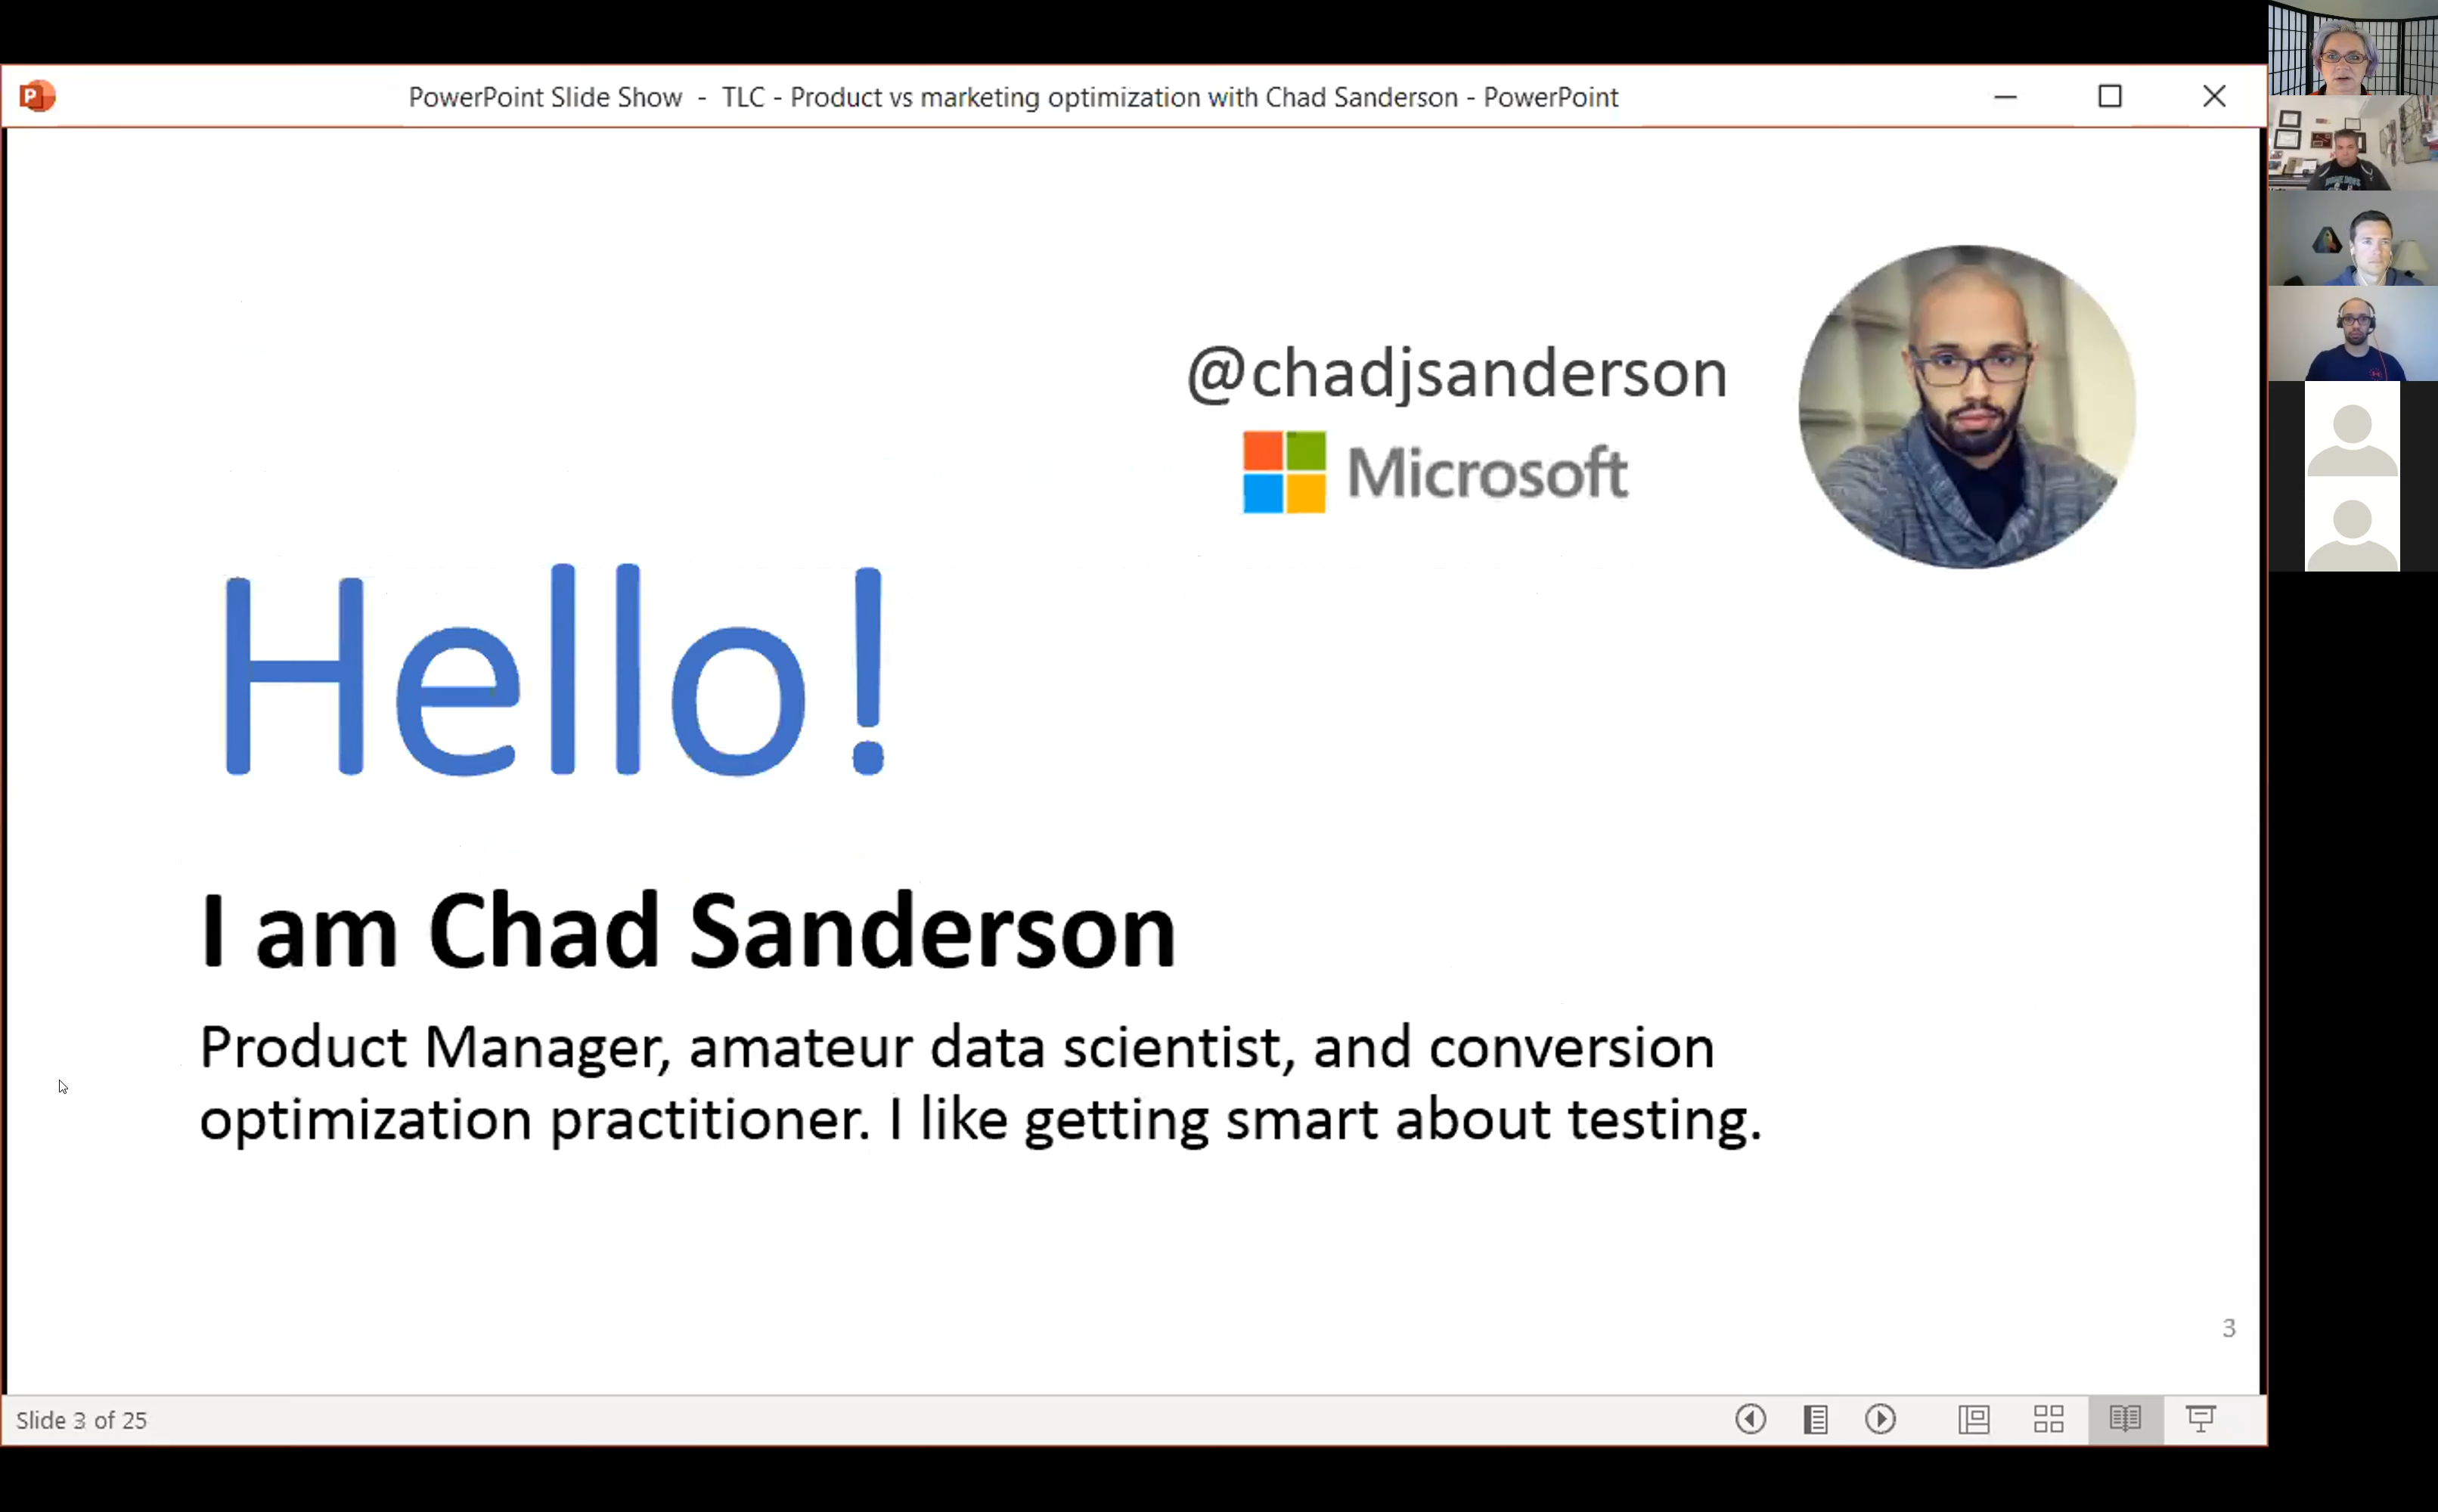 PowerPoint Slide Show - TLC - Product vs marketing optimization with Chad Sanderson - PowerPoint
@chadjsanderson
Microsoft
Hello!
I am Chad Sanderson
Product Manager, amateur data scientist, and conversion
optimization practitioner. I like getting smart about testing.
3
Slide 3 of 25